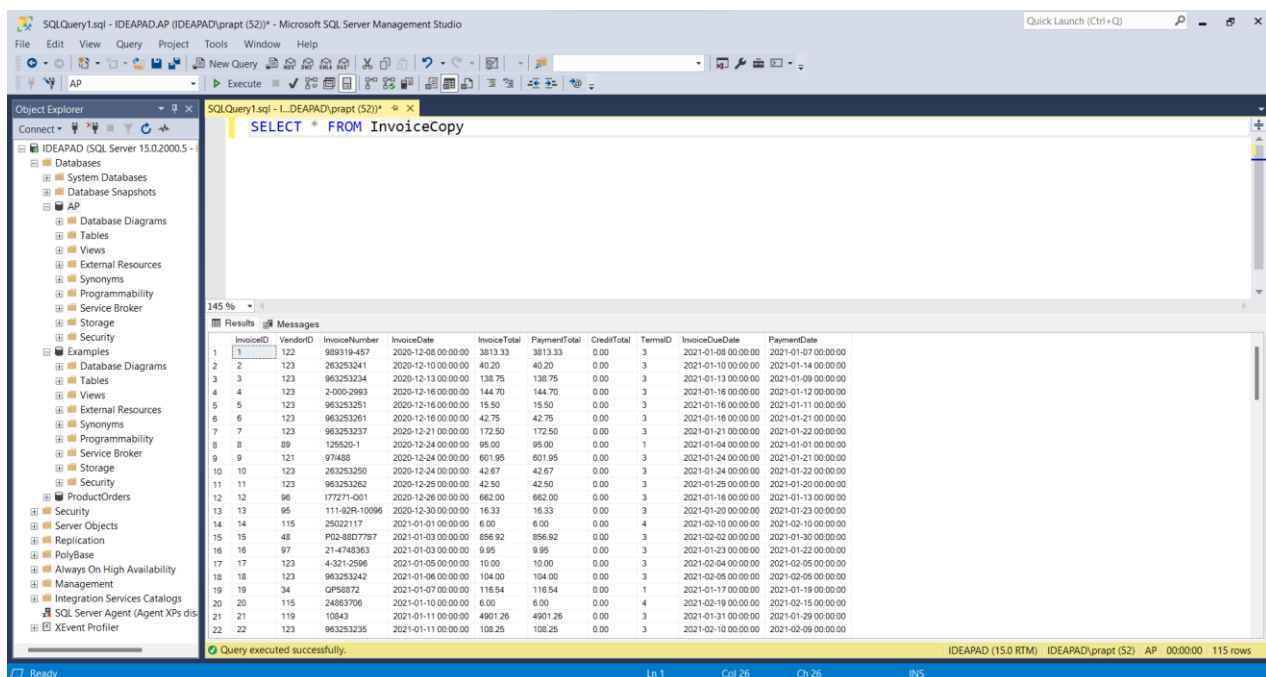 SQLQuery1.sql - IDEAPAD.AP (IDEAPAD\prapt (52))* - Microsoft SQL Server Management Studio
Quick Launch (Ctrl+Q)
File Edit View Query Project Tools Window Help
New Query
AP
Execute
Object Explorer
Connect
IDEAPAD (SQL Server 15.0.2000.5 - I
Databases
System Databases
Database Snapshots
AP
Database Diagrams
Tables
Views
External Resources
Synonyms
Programmability
Service Broker
Storage
Security
Examples
Database Diagrams
Tables
Views
External Resources
Synonyms
Programmability
Service Broker
Storage
Security
ProductOrders
Security
Server Objects
Replication
PolyBase
Always On High Availability
Management
Integration Services Catalogs
SQL Server Agent (Agent XPs dis
XEvent Profiler
SQLQuery1.sql - I...DEAPAD\prapt (52))*
SELECT * FROM InvoiceCopy
145 %
Results Messages
InvoiceID VendorID InvoiceNumber InvoiceDate InvoiceTotal PaymentTotal CreditTotal TermsID InvoiceDueDate PaymentDate
1 1 122 989319-457 2020-12-08 00:00:00 3813.33 3813.33 0.00 3 2021-01-08 00:00:00 2021-01-07 00:00:00
2 2 123 263253241 2020-12-10 00:00:00 40.20 40.20 0.00 3 2021-01-10 00:00:00 2021-01-14 00:00:00
3 3 123 963253234 2020-12-13 00:00:00 138.75 138.75 0.00 3 2021-01-13 00:00:00 2021-01-09 00:00:00
4 4 123 2-000-2993 2020-12-16 00:00:00 144.70 144.70 0.00 3 2021-01-16 00:00:00 2021-01-12 00:00:00
5 5 123 963253251 2020-12-16 00:00:00 15.50 15.50 0.00 3 2021-01-16 00:00:00 2021-01-11 00:00:00
6 6 123 963253261 2020-12-16 00:00:00 42.75 42.75 0.00 3 2021-01-16 00:00:00 2021-01-21 00:00:00
7 7 123 963253237 2020-12-21 00:00:00 172.50 172.50 0.00 3 2021-01-21 00:00:00 2021-01-22 00:00:00
8 8 89 125520-1 2020-12-24 00:00:00 95.00 95.00 0.00 1 2021-01-04 00:00:00 2021-01-01 00:00:00
9 9 121 97/488 2020-12-24 00:00:00 601.95 601.95 0.00 3 2021-01-24 00:00:00 2021-01-21 00:00:00
10 10 123 263253250 2020-12-24 00:00:00 42.67 42.67 0.00 3 2021-01-24 00:00:00 2021-01-22 00:00:00
11 11 123 963253262 2020-12-25 00:00:00 42.50 42.50 0.00 3 2021-01-25 00:00:00 2021-01-20 00:00:00
12 12 96 I77271-O01 2020-12-26 00:00:00 662.00 662.00 0.00 3 2021-01-16 00:00:00 2021-01-13 00:00:00
13 13 95 111-92R-10096 2020-12-30 00:00:00 16.33 16.33 0.00 3 2021-01-20 00:00:00 2021-01-23 00:00:00
14 14 115 25022117 2021-01-01 00:00:00 6.00 6.00 0.00 4 2021-02-10 00:00:00 2021-02-10 00:00:00
15 15 48 P02-88D77S7 2021-01-03 00:00:00 856.92 856.92 0.00 3 2021-02-02 00:00:00 2021-01-30 00:00:00
16 16 97 21-4748363 2021-01-03 00:00:00 9.95 9.95 0.00 3 2021-01-23 00:00:00 2021-01-22 00:00:00
17 17 123 4-321-2596 2021-01-05 00:00:00 10.00 10.00 0.00 3 2021-02-04 00:00:00 2021-02-05 00:00:00
18 18 123 963253242 2021-01-06 00:00:00 104.00 104.00 0.00 3 2021-02-05 00:00:00 2021-02-05 00:00:00
19 19 34 QP58872 2021-01-07 00:00:00 116.54 116.54 0.00 1 2021-01-17 00:00:00 2021-01-19 00:00:00
20 20 115 24863706 2021-01-10 00:00:00 6.00 6.00 0.00 4 2021-02-19 00:00:00 2021-02-15 00:00:00
21 21 119 10843 2021-01-11 00:00:00 4901.26 4901.26 0.00 3 2021-01-31 00:00:00 2021-01-29 00:00:00
22 22 123 963253235 2021-01-11 00:00:00 108.25 108.25 0.00 3 2021-02-10 00:00:00 2021-02-09 00:00:00
Query executed successfully. IDEAPAD (15.0 RTM) IDEAPAD\prapt (52) AP 00:00:00 115 rows
Ready Ln 1 Col 26 Ch 26 INS